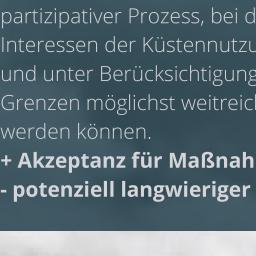 partizipativer Prozess, bei d
Interessen der Küstennutzu
und unter Berücksichtigung
Grenzen möglichst weitreic
werden können.
+ Akzeptanz für Maßnah
- potenziell langwieriger